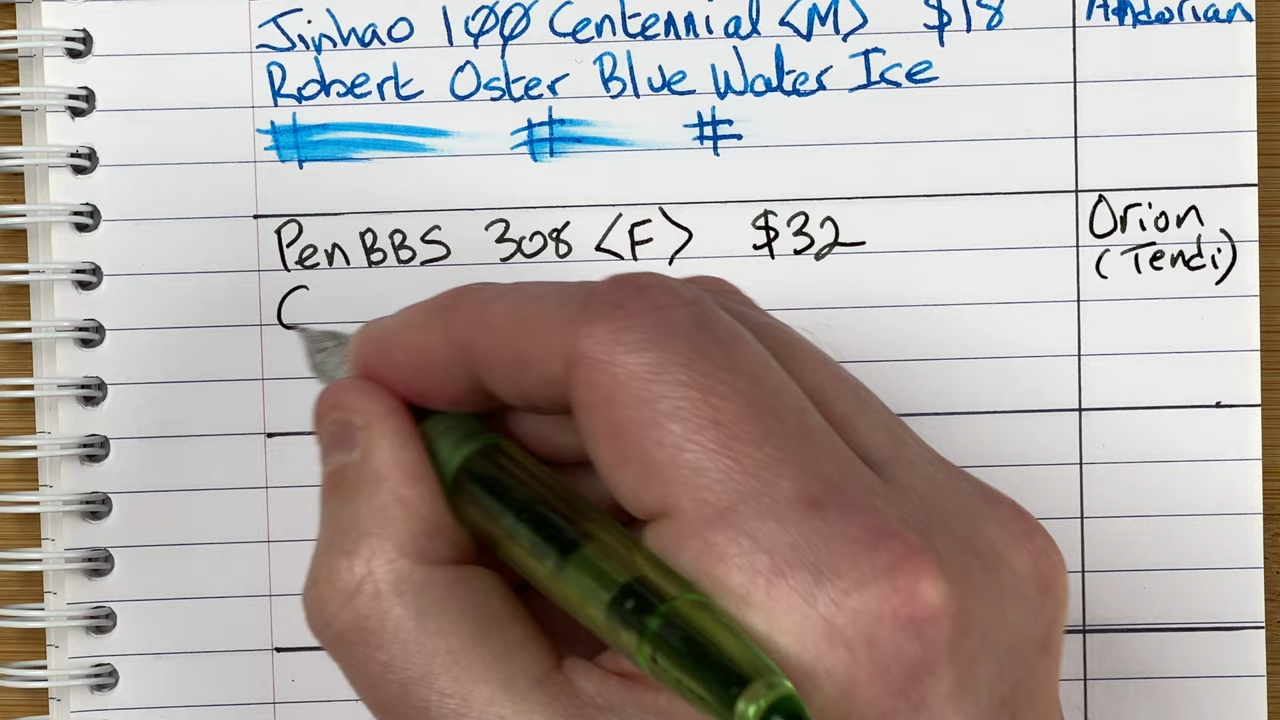 Jinhao 100 Centennial <M> $18 Andorian
Robert Oster Blue Water Ice
# # #
PenBBS 308 <F> $32 Orion
(Tendi)
C